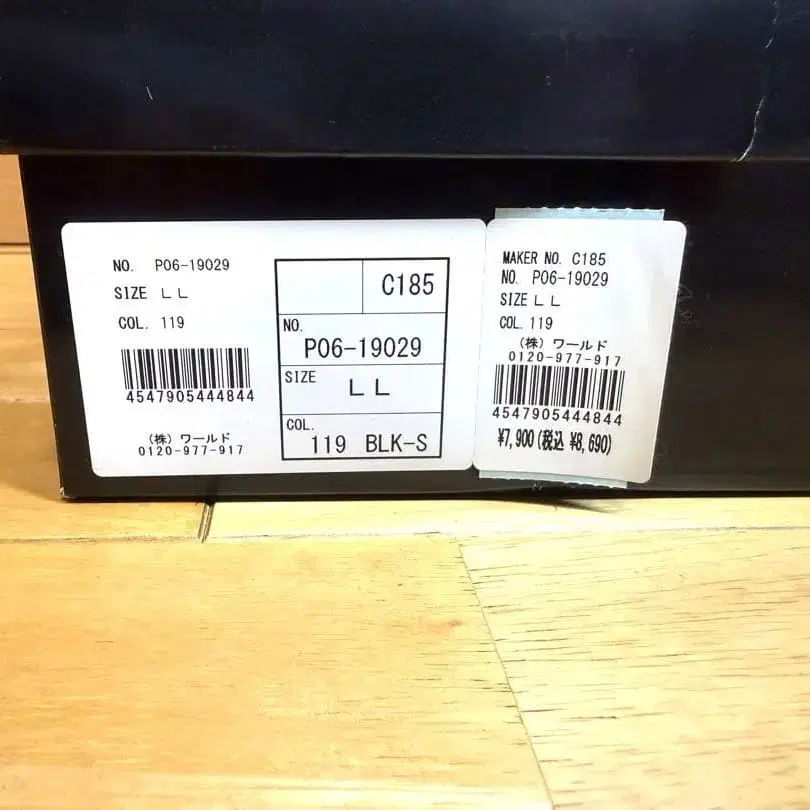 NO. P06-19029
SIZE LL
COL. 119
4547905444844
(株)ワールド
0120-977-917
C185
NO.
P06-19029
SIZE
LL
COL.
119 BLK-S
MAKER NO. C185
NO. P06-19029
SIZE LL
COL. 119
(株)ワールド
0120-977-917
4547905444844
¥7,900(税込 ¥8,690)